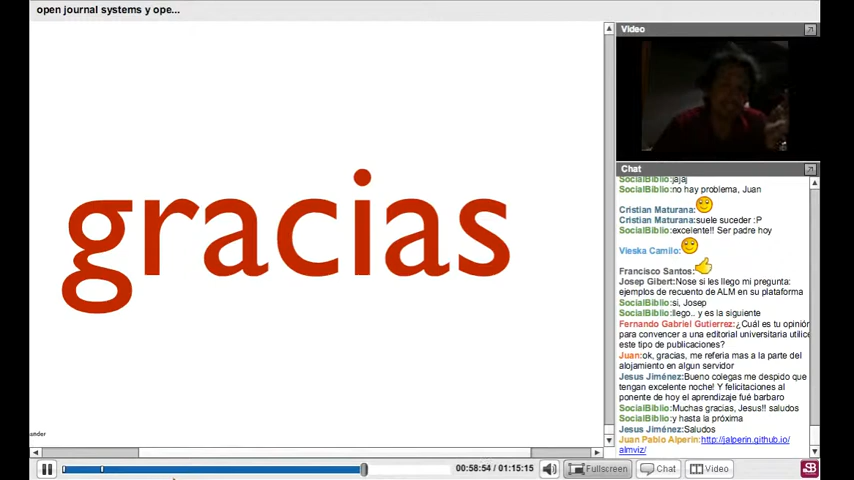 open journal systems y ope...
gracias
ander
Video
Chat
SocialBiblio:jajaj
SocialBiblio:no hay problema, Juan
Cristian Maturana:
Cristian Maturana:suele suceder :P
SocialBiblio:excelente!! Ser padre hoy
Vieska Camilo:
Francisco Santos:
Josep Gibert:Nose si les llego mi pregunta:
ejemplos de recuento de ALM en su plataforma
SocialBiblio:si, Josep
SocialBiblio:llego.. y es la siguiente
Fernando Gabriel Gutierrez:¿Cuál es tu opinión
para convencer a una editorial universitaria utilice
este tipo de publicaciones?
Juan:ok, gracias, me referia mas a la parte del
alojamiento en algun servidor
Jesus Jiménez:Bueno colegas me despido que
tengan excelente noche! Y felicitaciones al
ponente de hoy el aprendizaje fué barbaro
SocialBiblio:Muchas gracias, Jesus!! saludos
SocialBiblio:y hasta la próxima
Jesus Jiménez:Saludos
Juan Pablo Alperin:http://jalperin.github.io/
almviz/
00:58:54 / 01:15:15
Fullscreen
Chat
Video
SB